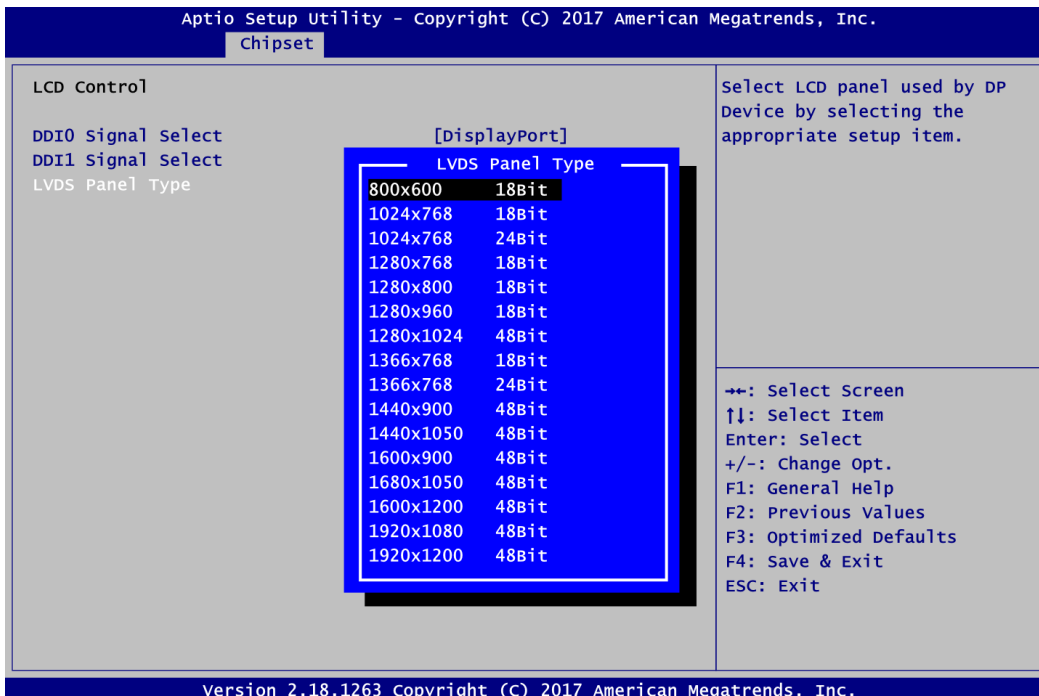 Aptio Setup Utility - Copyright (C) 2017 American Megatrends, Inc.
Chipset
LCD Control
DDI0 Signal Select [DisplayPort]
DDI1 Signal Select
LVDS Panel Type
LVDS Panel Type
800x600 18Bit
1024x768 18Bit
1024x768 24Bit
1280x768 18Bit
1280x800 18Bit
1280x960 18Bit
1280x1024 48Bit
1366x768 18Bit
1366x768 24Bit
1440x900 48Bit
1440x1050 48Bit
1600x900 48Bit
1680x1050 48Bit
1600x1200 48Bit
1920x1080 48Bit
1920x1200 48Bit
Select LCD panel used by DP
Device by selecting the
appropriate setup item.
→←: Select Screen
↑↓: Select Item
Enter: Select
+/-: Change Opt.
F1: General Help
F2: Previous Values
F3: Optimized Defaults
F4: Save & Exit
ESC: Exit
Version 2.18.1263 Copyright (C) 2017 American Megatrends, Inc.